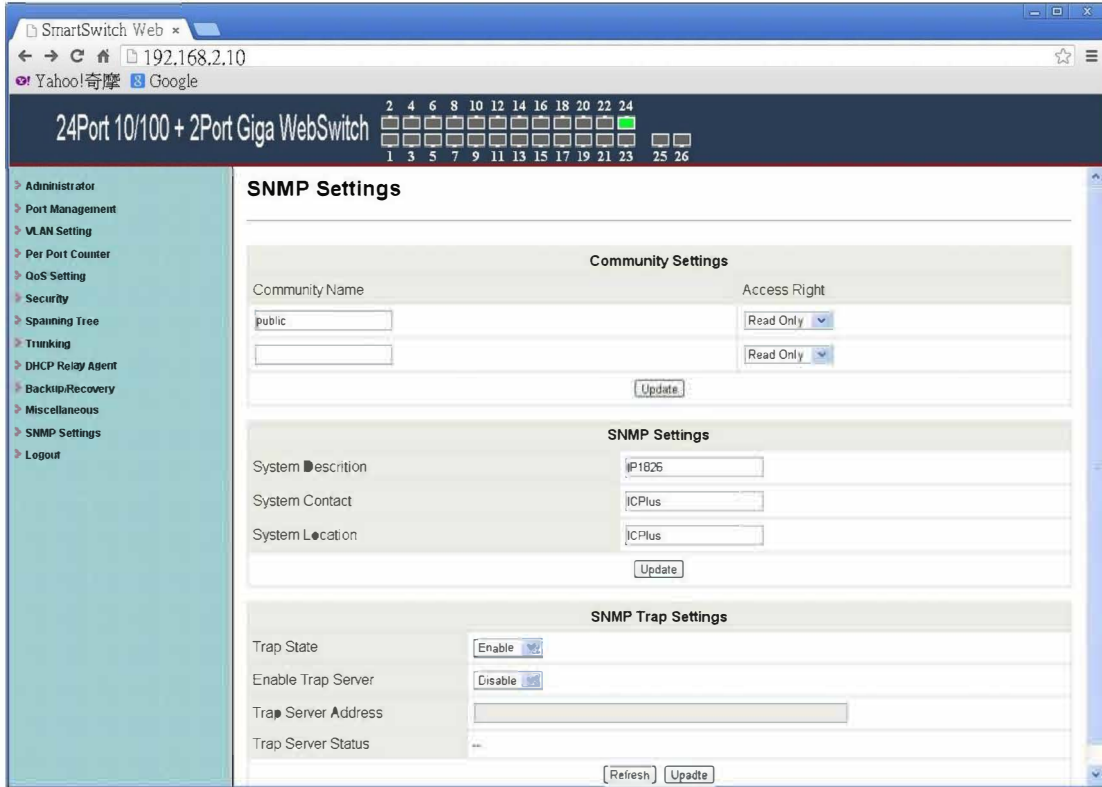 SmartSwitch Web ×
192.168.2.10
Yahoo!奇摩 Google
24Port 10/100 + 2Port Giga WebSwitch
2 4 6 8 10 12 14 16 18 20 22 24
1 3 5 7 9 11 13 15 17 19 21 23 25 26
Administrator
Port Management
VLAN Setting
Per Port Counter
QoS Setting
Security
Spanning Tree
Trunking
DHCP Relay Agent
Backup/Recovery
Miscellaneous
SNMP Settings
Logout
SNMP Settings
Community Settings
Community Name Access Right
public Read Only
Read Only
Update
SNMP Settings
System Descrition IP1826
System Contact ICPlus
System Location ICPlus
Update
SNMP Trap Settings
Trap State Enable
Enable Trap Server Disable
Trap Server Address
Trap Server Status --
Refresh Upadte